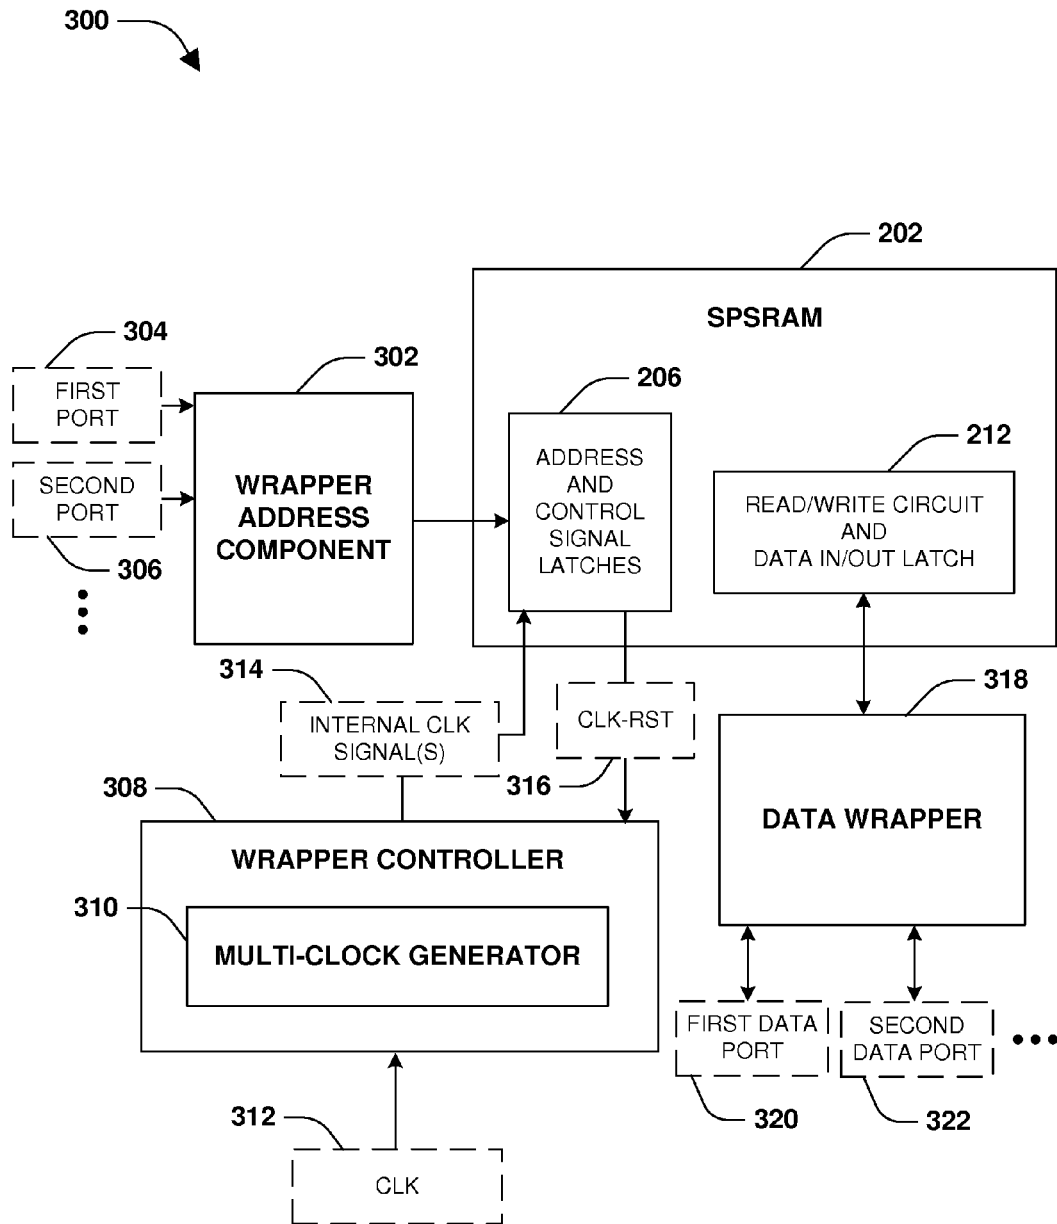 300
202
SPSRAM
304
302
FIRST
PORT
206
SECOND
PORT
306
WRAPPER
ADDRESS
COMPONENT
ADDRESS
AND
CONTROL
SIGNAL
LATCHES
212
READ/WRITE CIRCUIT
AND
DATA IN/OUT LATCH
314
INTERNAL CLK
SIGNAL(S)
CLK-RST
316
318
DATA WRAPPER
308
WRAPPER CONTROLLER
310
MULTI-CLOCK GENERATOR
FIRST DATA
PORT
SECOND
DATA PORT
320
322
312
CLK